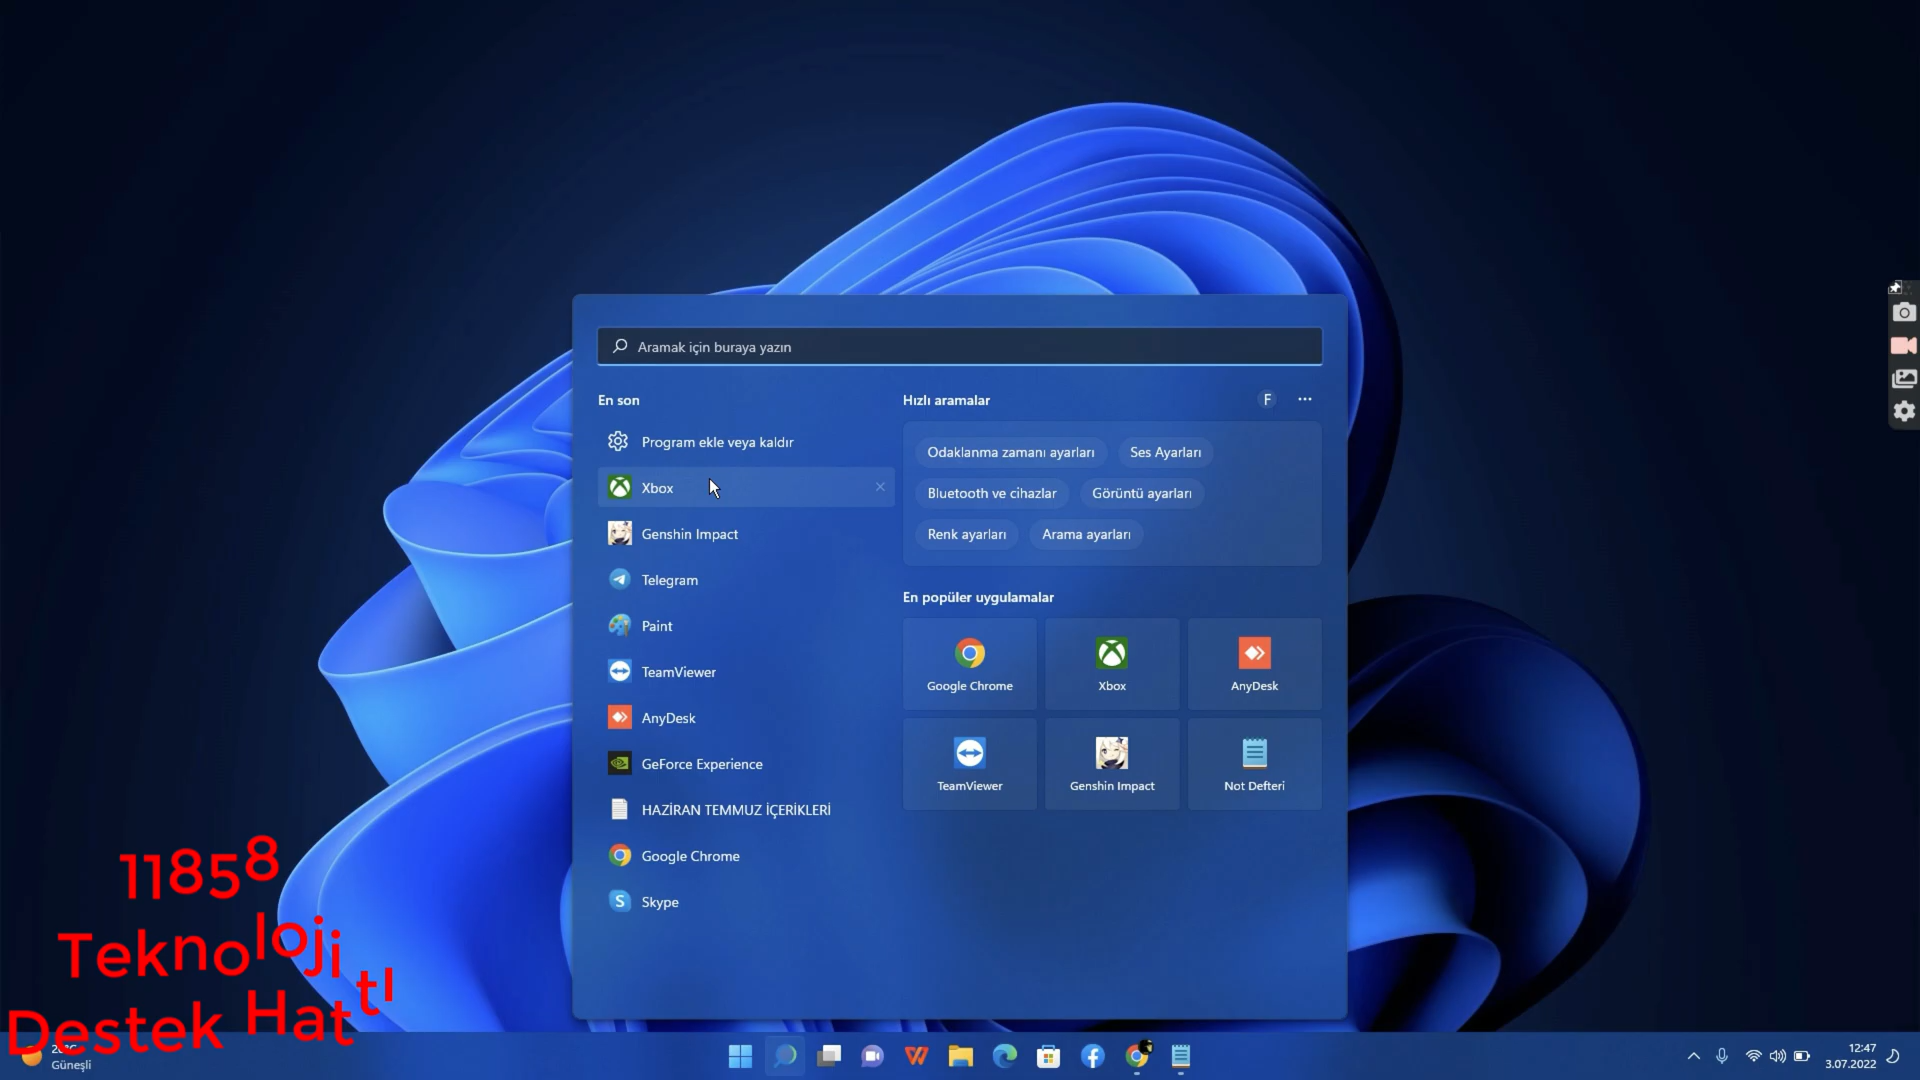 Aramak için buraya yazın
En son
Program ekle veya kaldır
Xbox
Genshin Impact
Telegram
Paint
TeamViewer
AnyDesk
GeForce Experience
HAZİRAN TEMMUZ İÇERİKLERİ
Google Chrome
Skype
Hızlı aramalar
F
Odaklanma zamanı ayarları
Ses Ayarları
Bluetooth ve cihazlar
Görüntü ayarları
Renk ayarları
Arama ayarları
En popüler uygulamalar
Google Chrome
Xbox
AnyDesk
TeamViewer
Genshin Impact
Not Defteri
11858
Teknoloji
Destek Hattı
Güneşli
12:47
3.07.2022